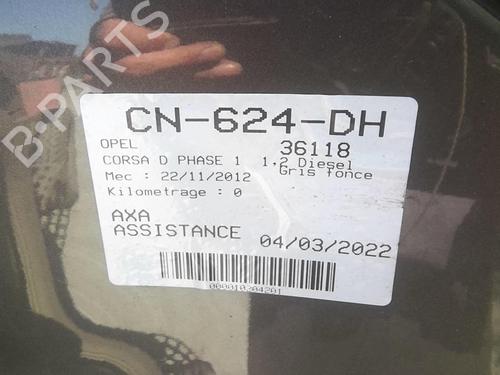 B-PARTS
CN-624-DH
OPEL 36118
CORSA D PHASE 1 1.2 Diesel
Mec : 22/11/2012 Gris fonce
Kilometrage : 0
AXA
ASSISTANCE 04/03/2022